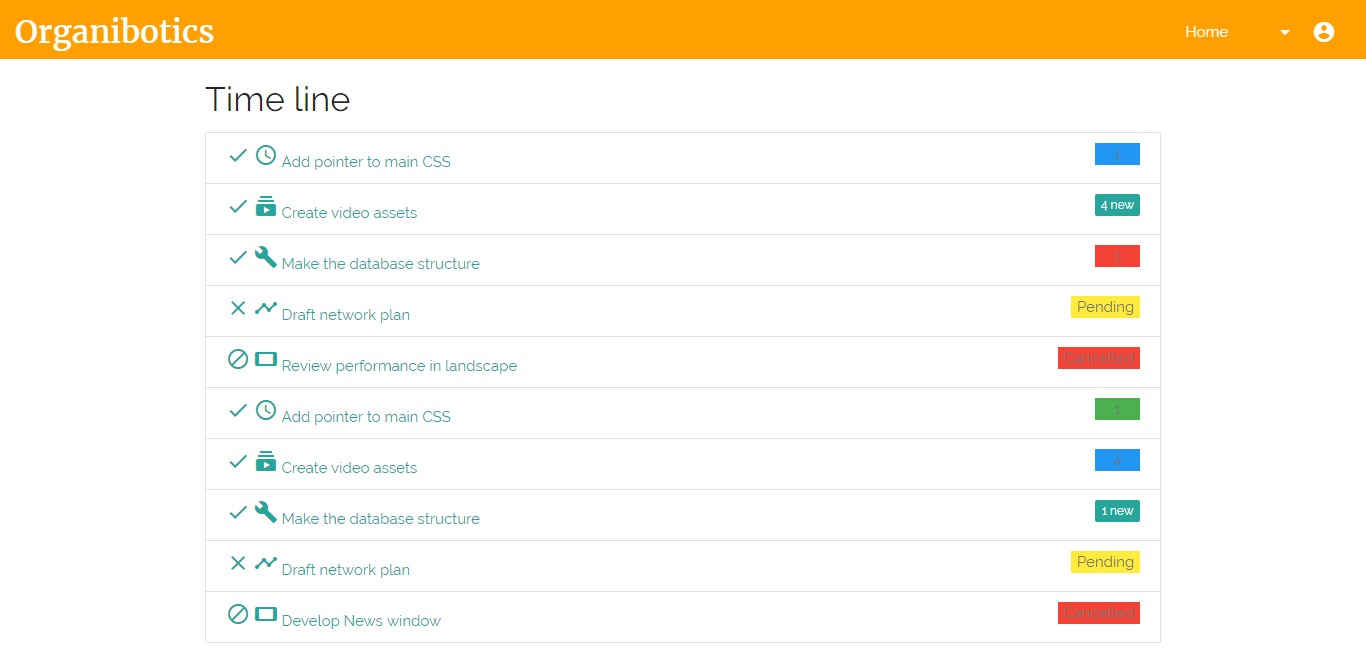 Organibotics
Home
Time line
Add pointer to main CSS 1
Create video assets 4 new
Make the database structure 1
Draft network plan Pending
Review performance in landscape Cancelled
Add pointer to main CSS 1
Create video assets 4
Make the database structure 1 new
Draft network plan Pending
Develop News window Cancelled